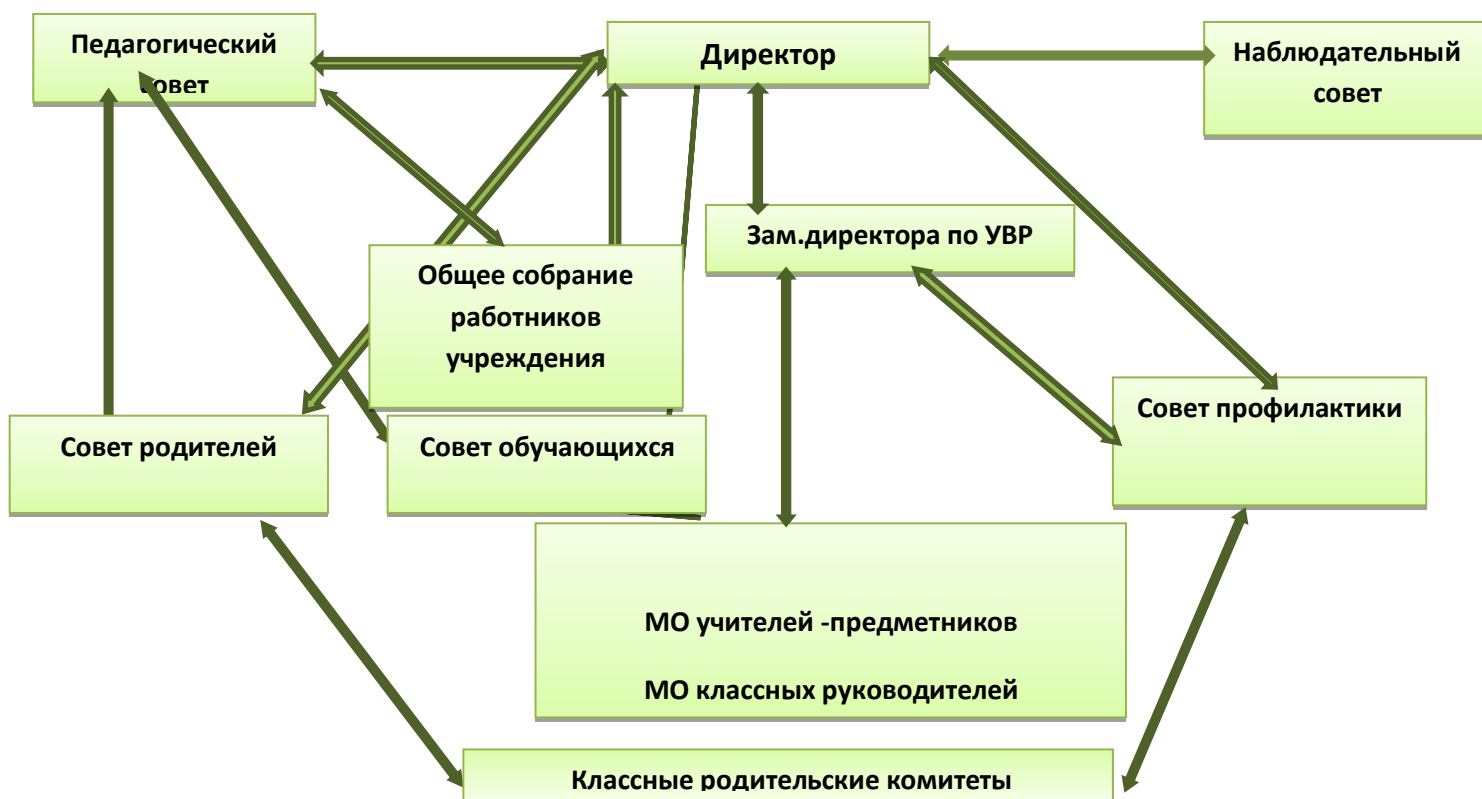 Педагогический
совет
Директор
Наблюдательный
совет
Зам.директора по УВР
Общее собрание
работников
учреждения
Совет родителей
Совет обучающихся
Совет профилактики
МО учителей -предметников
МО классных руководителей
Классные родительские комитеты